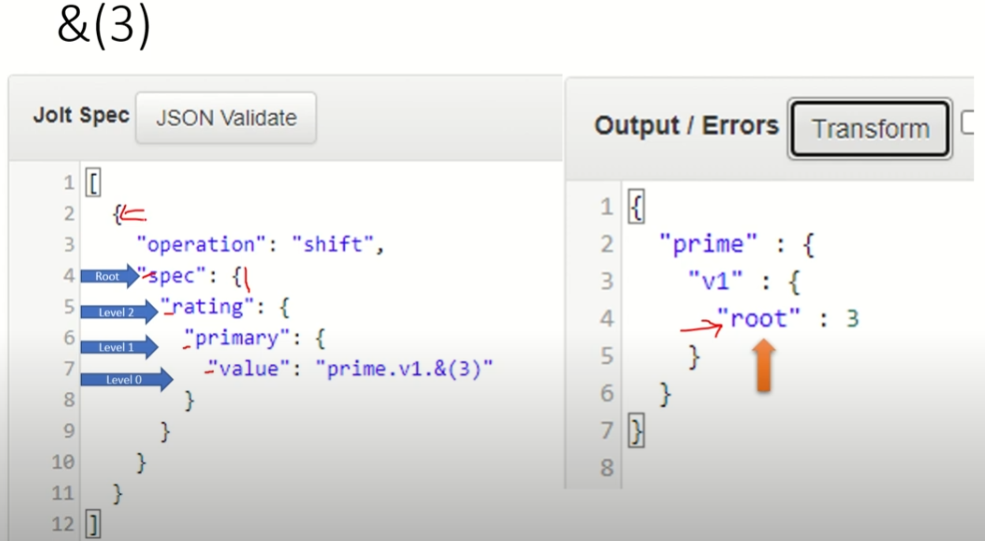 &(3)
Jolt Spec JSON Validate
1 [
2 {
3 "operation": "shift",
4 Root "spec": {
5 Level 2 "rating": {
6 Level 1 "primary": {
7 Level 0 "value": "prime.v1.&(3)"
8 }
9 }
10 }
11 }
12 ]
Output / Errors Transform
1 {
2 "prime" : {
3 "v1" : {
4 "root" : 3
5 }
6 }
7 }
8